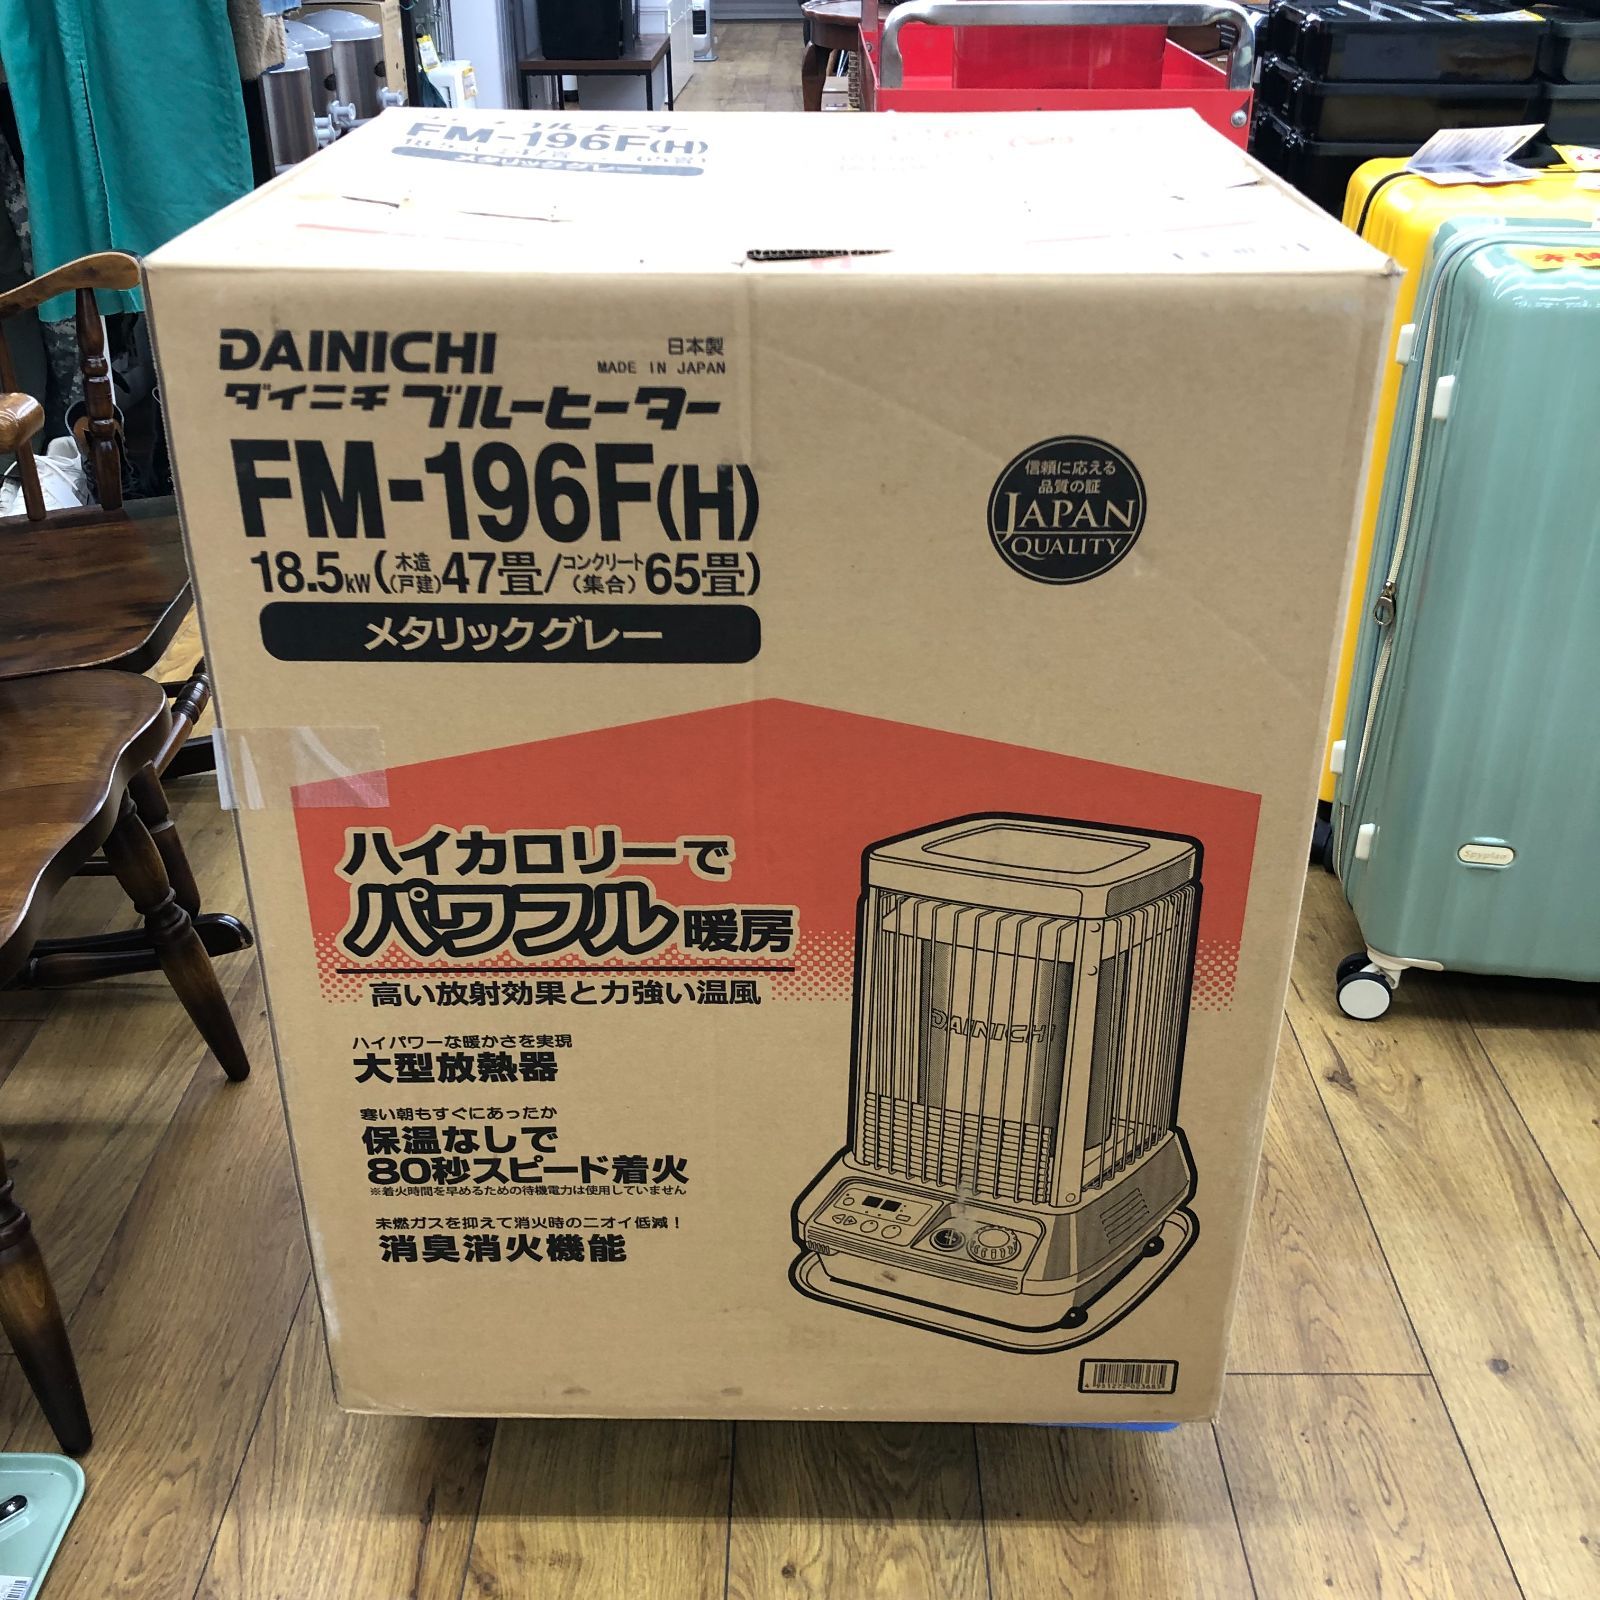 ブルーヒーター
FM-196F(H)
メタリックグレー
DAINICHI
日本製
MADE IN JAPAN
ダイニチ ブルーヒーター
FM-196F(H)
18.5kW(木造(戸建)47畳/コンクリート(集合)65畳)
メタリックグレー
信頼に応える
品質の証
JAPAN
QUALITY
ハイカロリーで
パワフル暖房
高い放射効果と力強い温風
ハイパワーな暖かさを実現
大型放熱器
寒い朝もすぐにあったか
保温なしで
80秒スピード着火
※着火時間を早めるための待機電力は使用していません
未燃ガスを抑えて消火時のニオイ低減!
消臭消火機能
DAINICHI